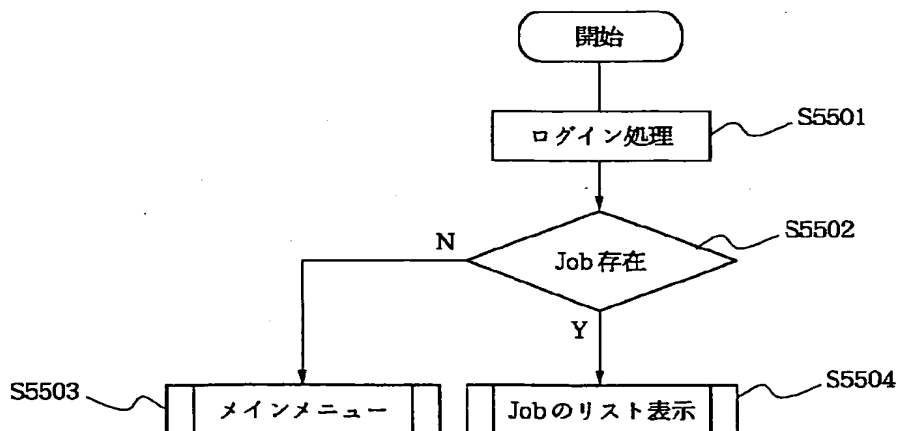 開始
ログイン処理
S5501
Job存在
S5502
N
Y
S5503
メインメニュー
Jobのリスト表示
S5504